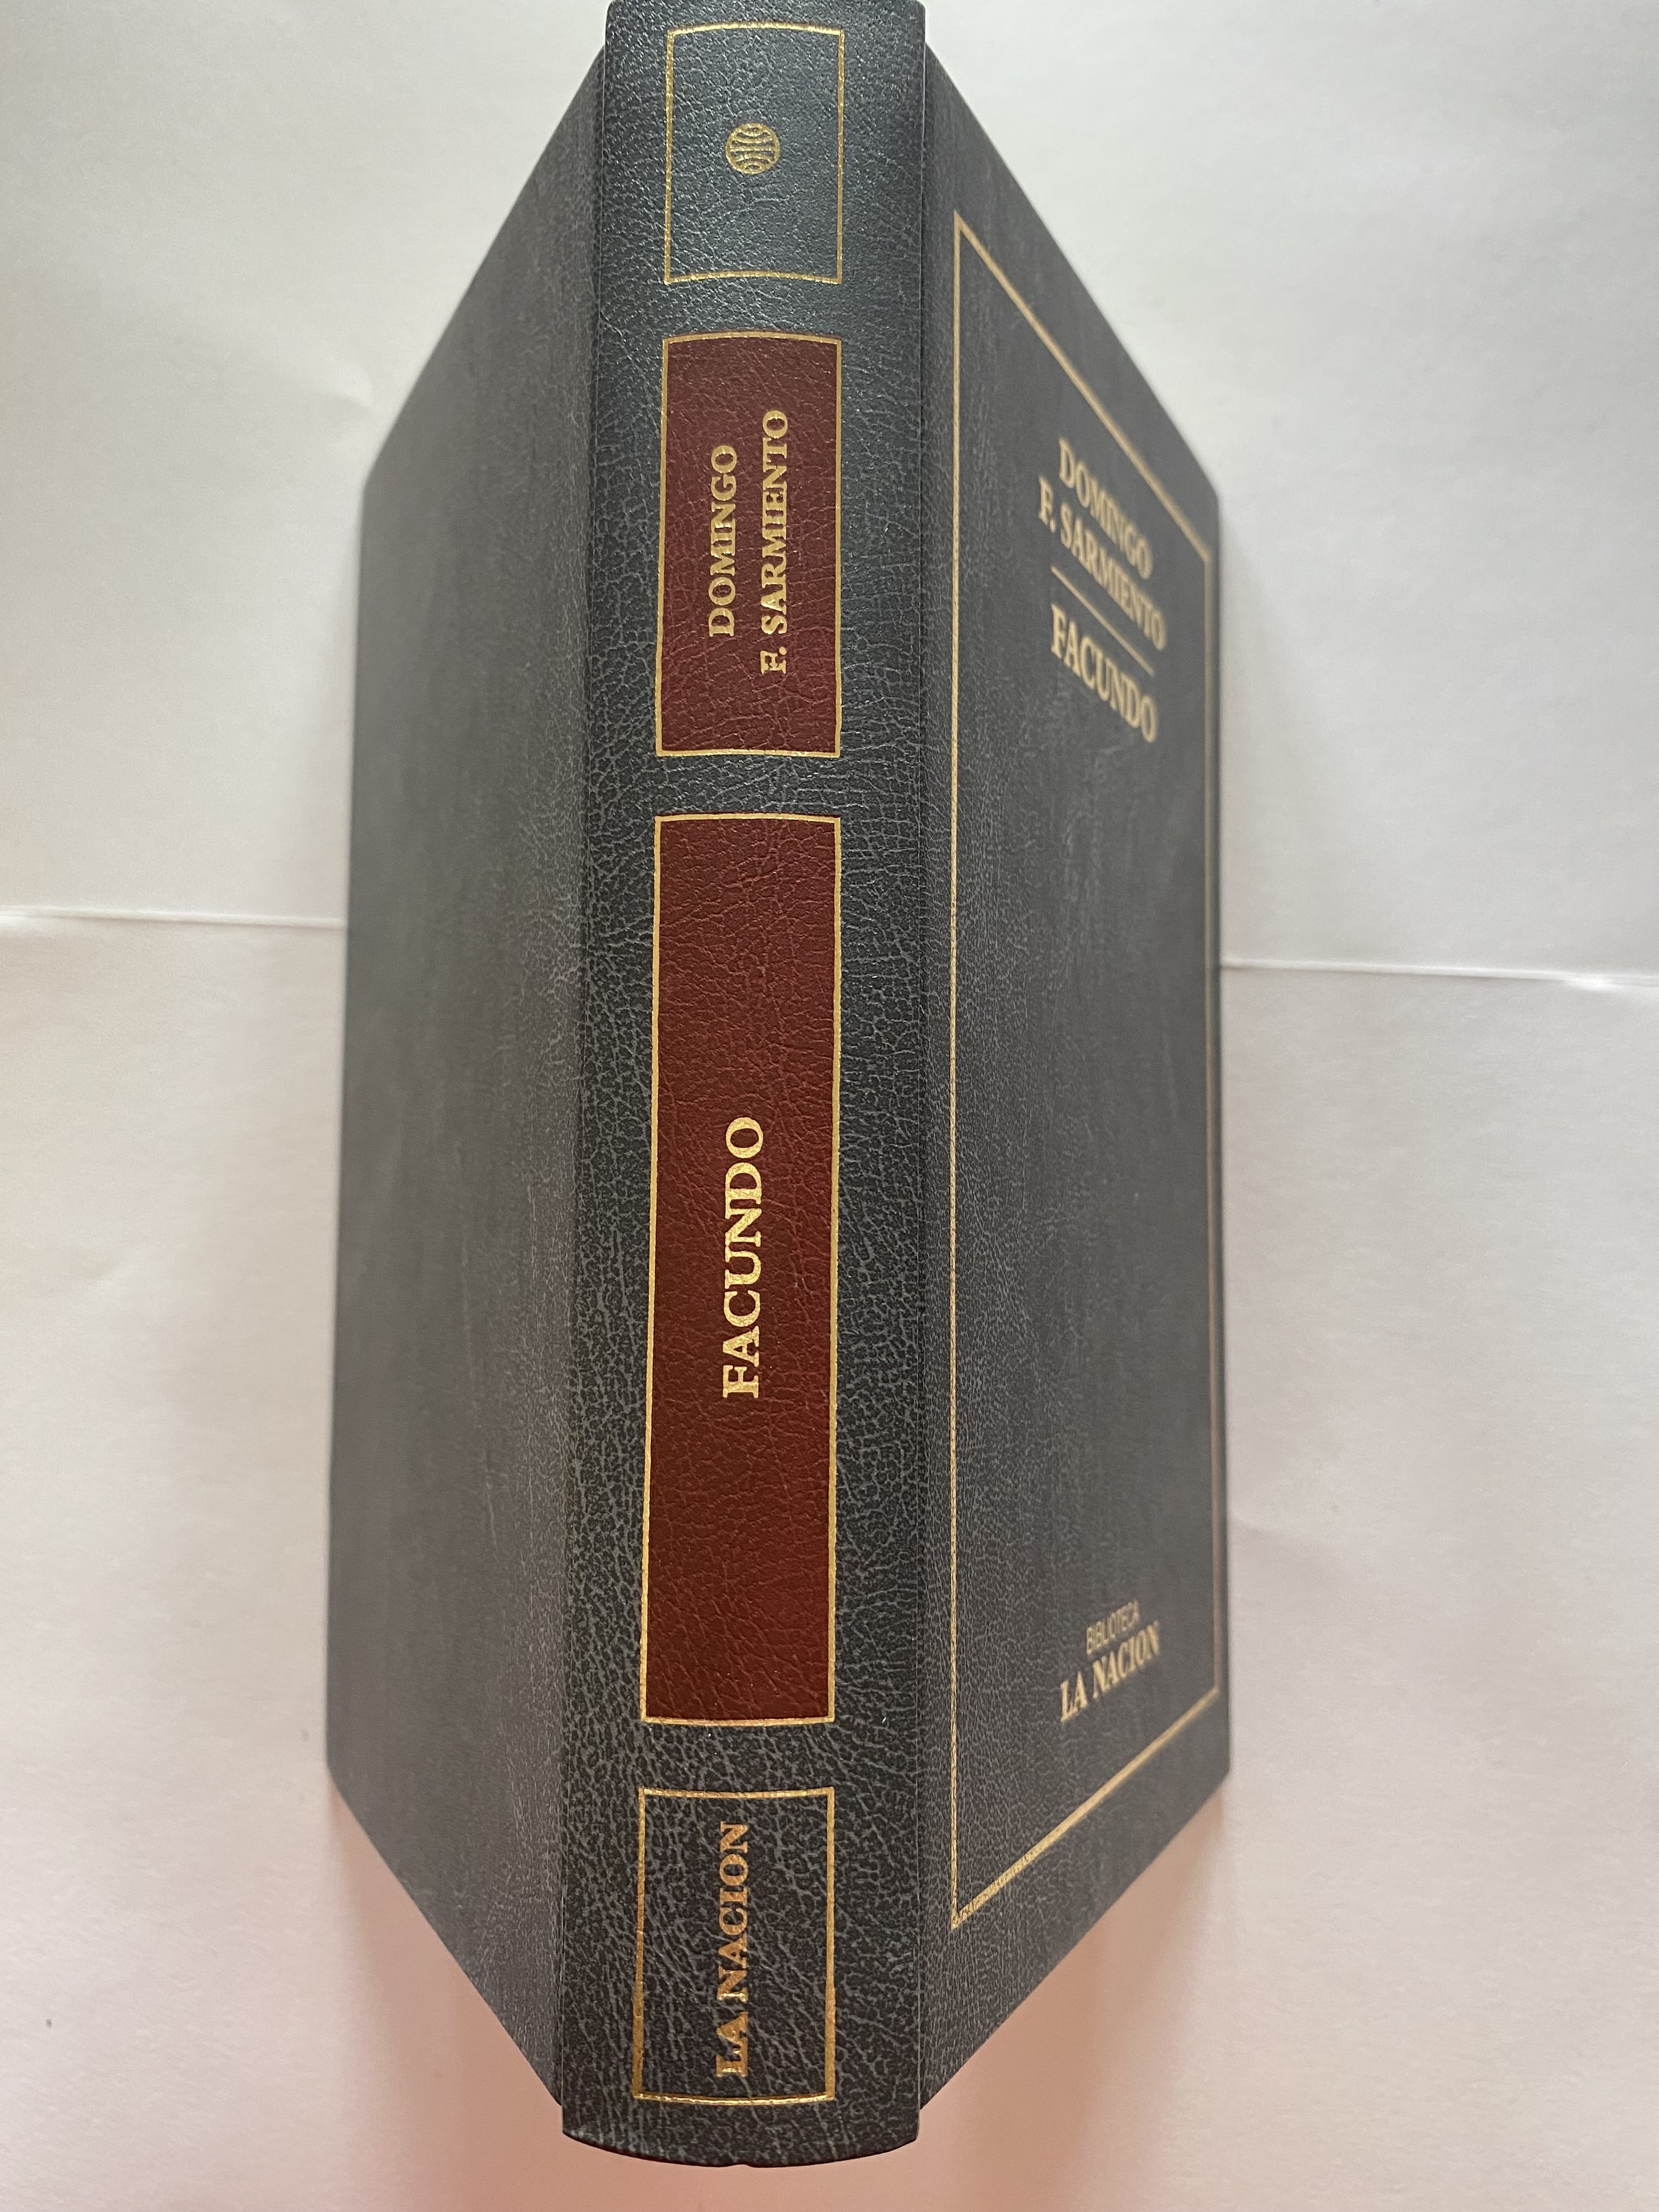 DOMINGO
F. SARMIENTO
FACUNDO
LA NACION
DOMINGO
F. SARMIENTO
FACUNDO
BIBLIOTECA
LA NACION